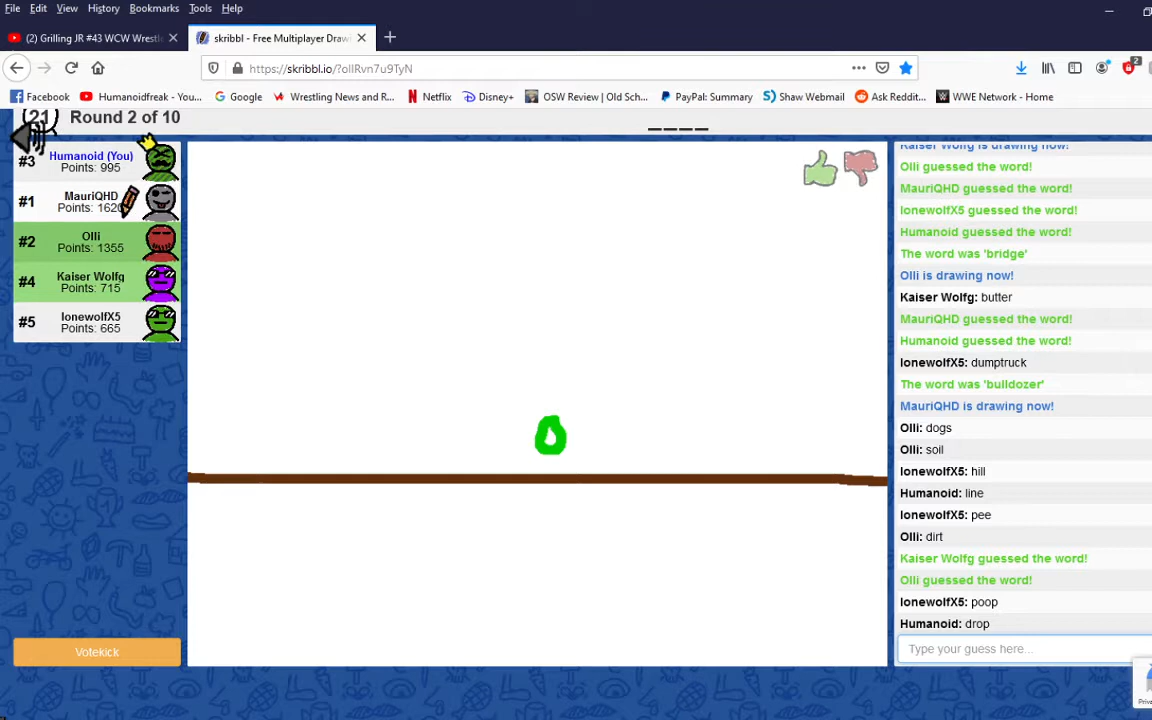 File Edit View History Bookmarks Tools Help
(2) Grilling JR #43 WCW Wrestl
skribbl - Free Multiplayer Drawi
https://skribbl.io/?olIRvn7u9TyN
2
Facebook Humanoidfreak - You... Google Wrestling News and R... Netflix Disney+ OSW Review | Old Sch... PayPal: Summary Shaw Webmail Ask Reddit... WWE Network - Home
21 Round 2 of 10
_ _ _ _
#3 Humanoid (You)
Points: 995
#1 MauriQHD
Points: 1620
#2 Olli
Points: 1355
#4 Kaiser Wolfg
Points: 715
#5 lonewolfX5
Points: 665
Votekick
Kaiser Wolfg is drawing now!
Olli guessed the word!
MauriQHD guessed the word!
lonewolfX5 guessed the word!
Humanoid guessed the word!
The word was 'bridge'
Olli is drawing now!
Kaiser Wolfg: butter
MauriQHD guessed the word!
Humanoid guessed the word!
lonewolfX5: dumptruck
The word was 'bulldozer'
MauriQHD is drawing now!
Olli: dogs
Olli: soil
lonewolfX5: hill
Humanoid: line
lonewolfX5: pee
Olli: dirt
Kaiser Wolfg guessed the word!
Olli guessed the word!
lonewolfX5: poop
Humanoid: drop
Type your guess here...